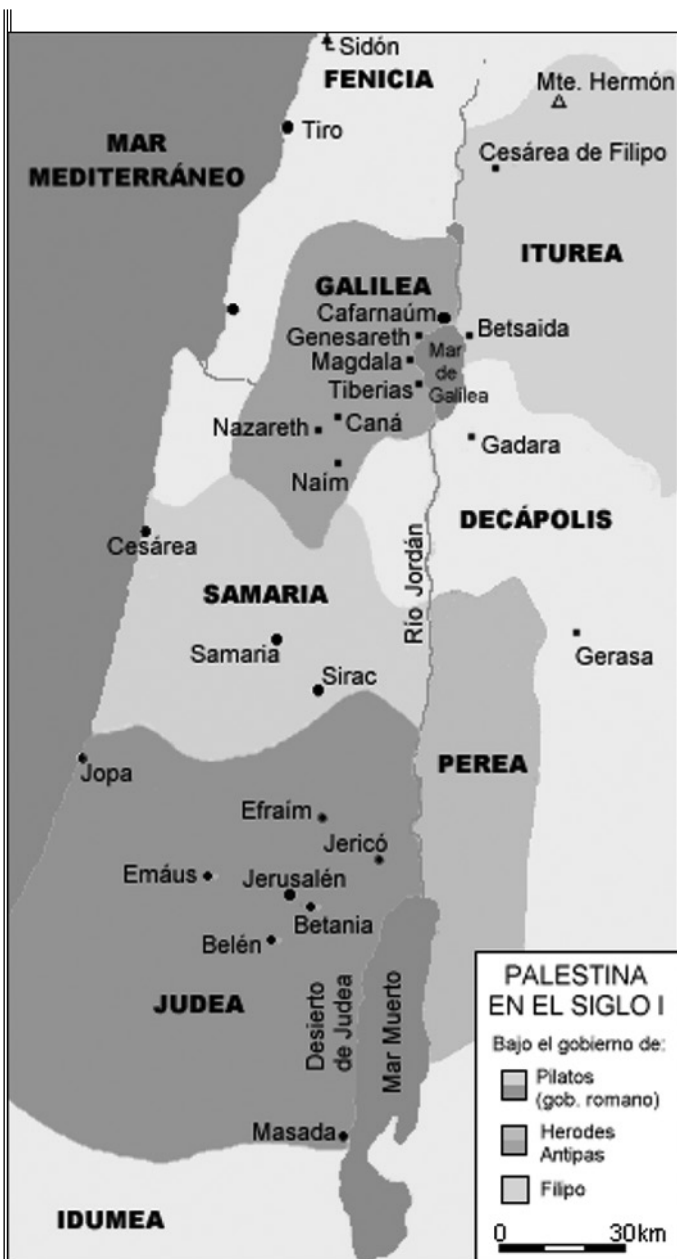 Sidón
FENICIA
Mte. Hermón
Tiro
MAR
MEDITERRÁNEO
Cesárea de Filipo
ITUREA
GALILEA
Cafarnaúm
Genesareth
Betsaida
Magdala
Mar
de
Galilea
Tiberias
Nazareth
Caná
Gadara
Naím
DECÁPOLIS
Cesárea
Río Jordán
SAMARIA
Samaria
Gerasa
Sirac
Jopa
PEREA
Efraím
Jericó
Emáus
Jerusalén
Betania
Belén
JUDEA
Desierto
de Judea
Mar Muerto
Masada
IDUMEA
PALESTINA
EN EL SIGLO I
Bajo el gobierno de:
Pilatos
(gob. romano)
Herodes
Antipas
Filipo
0 30km